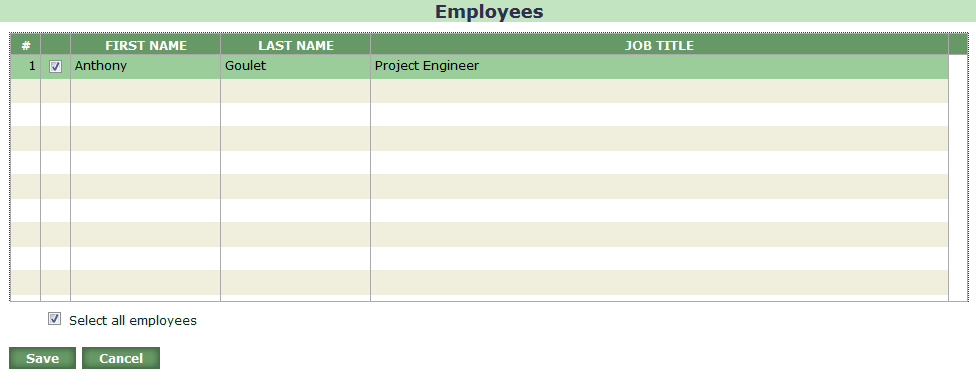 Employees
# FIRST NAME LAST NAME JOB TITLE
1 Anthony Goulet Project Engineer
Select all employees
Save Cancel